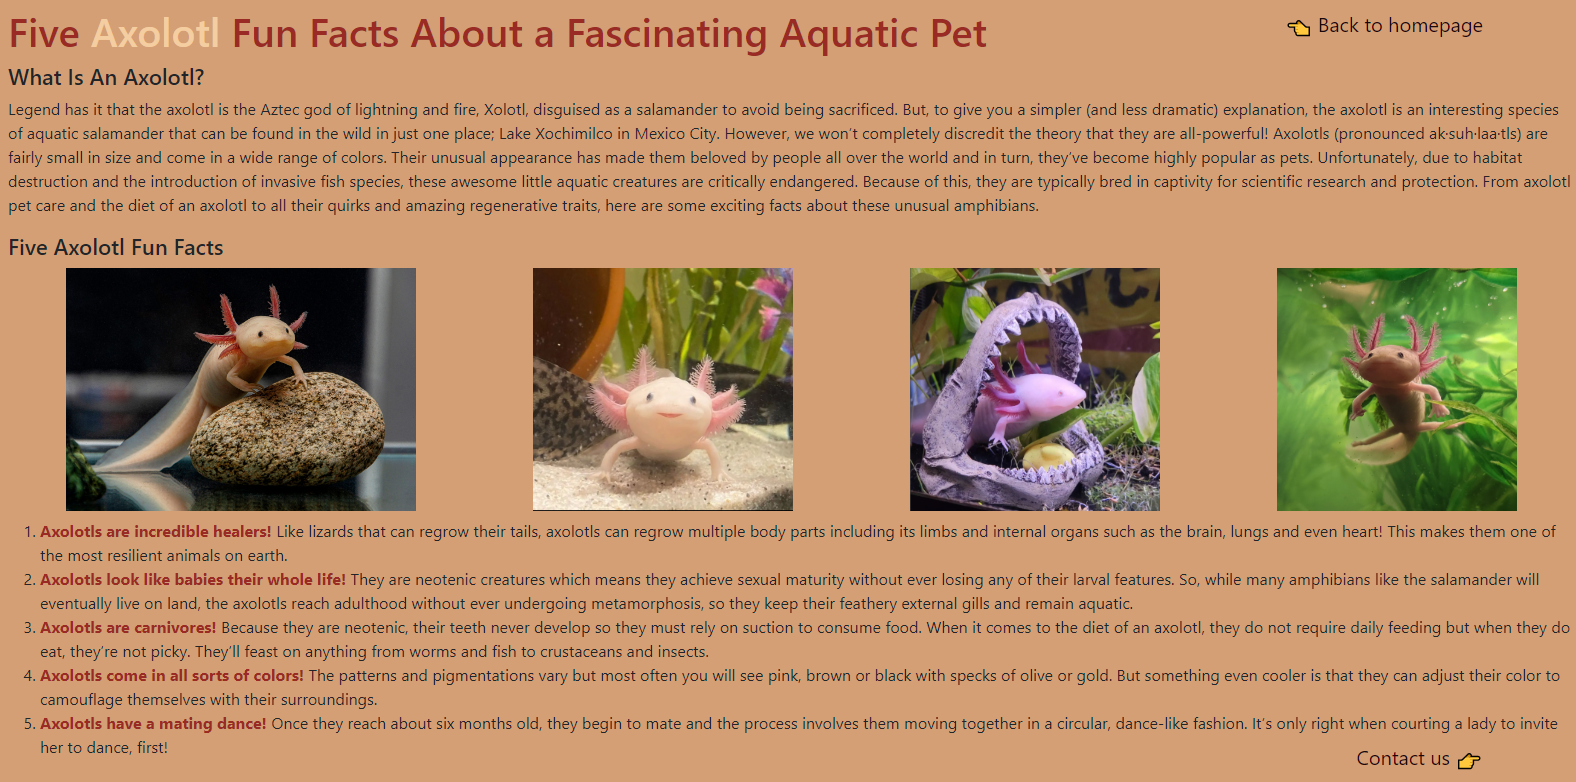 Five Axolotl Fun Facts About a Fascinating Aquatic Pet
👈 Back to homepage
What Is An Axolotl?
Legend has it that the axolotl is the Aztec god of lightning and fire, Xolotl, disguised as a salamander to avoid being sacrificed. But, to give you a simpler (and less dramatic) explanation, the axolotl is an interesting species
of aquatic salamander that can be found in the wild in just one place; Lake Xochimilco in Mexico City. However, we won't completely discredit the theory that they are all-powerful! Axolotls (pronounced ak·suh·laa·tls) are
fairly small in size and come in a wide range of colors. Their unusual appearance has made them beloved by people all over the world and in turn, they've become highly popular as pets. Unfortunately, due to habitat
destruction and the introduction of invasive fish species, these awesome little aquatic creatures are critically endangered. Because of this, they are typically bred in captivity for scientific research and protection. From axolotl
pet care and the diet of an axolotl to all their quirks and amazing regenerative traits, here are some exciting facts about these unusual amphibians.
Five Axolotl Fun Facts
1. Axolotls are incredible healers! Like lizards that can regrow their tails, axolotls can regrow multiple body parts including its limbs and internal organs such as the brain, lungs and even heart! This makes them one of
the most resilient animals on earth.
2. Axolotls look like babies their whole life! They are neotenic creatures which means they achieve sexual maturity without ever losing any of their larval features. So, while many amphibians like the salamander will
eventually live on land, the axolotls reach adulthood without ever undergoing metamorphosis, so they keep their feathery external gills and remain aquatic.
3. Axolotls are carnivores! Because they are neotenic, their teeth never develop so they must rely on suction to consume food. When it comes to the diet of an axolotl, they do not require daily feeding but when they do
eat, they're not picky. They'll feast on anything from worms and fish to crustaceans and insects.
4. Axolotls come in all sorts of colors! The patterns and pigmentations vary but most often you will see pink, brown or black with specks of olive or gold. But something even cooler is that they can adjust their color to
camouflage themselves with their surroundings.
5. Axolotls have a mating dance! Once they reach about six months old, they begin to mate and the process involves them moving together in a circular, dance-like fashion. It's only right when courting a lady to invite
her to dance, first!
Contact us 👉